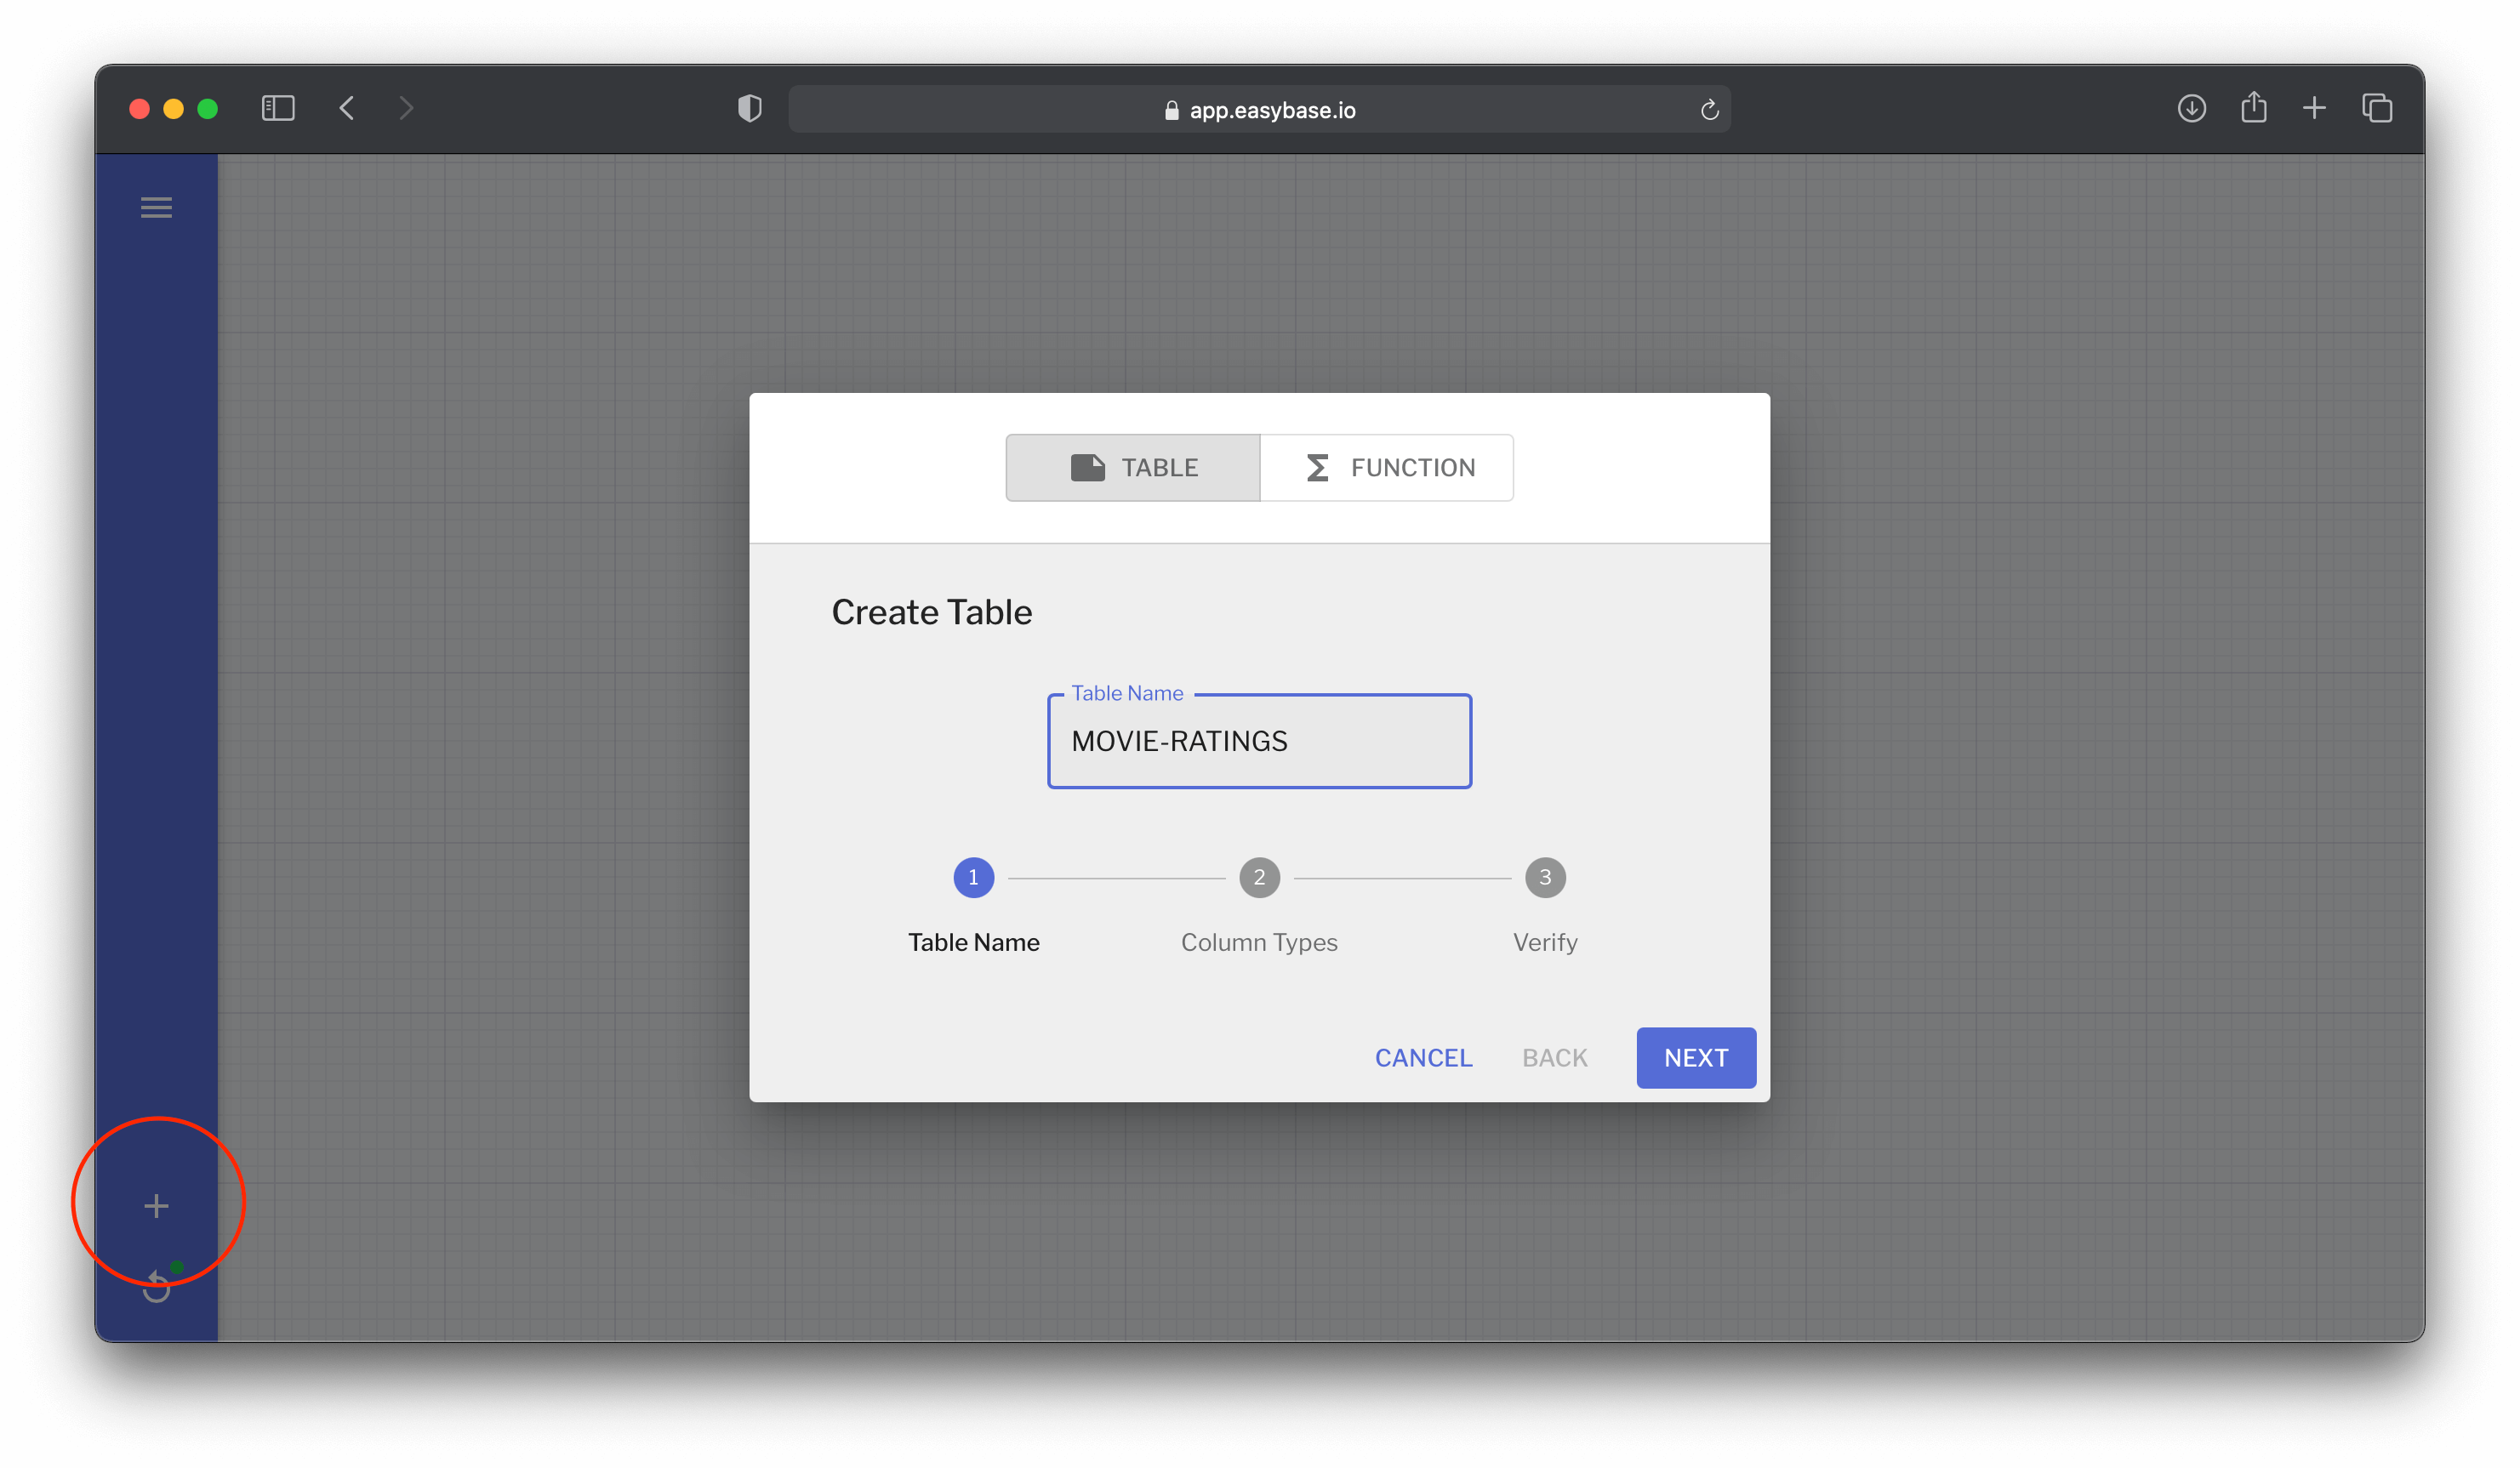 app.easybase.io
TABLE
FUNCTION
Create Table
Table Name
MOVIE-RATINGS
1
2
3
Table Name
Column Types
Verify
CANCEL
BACK
NEXT